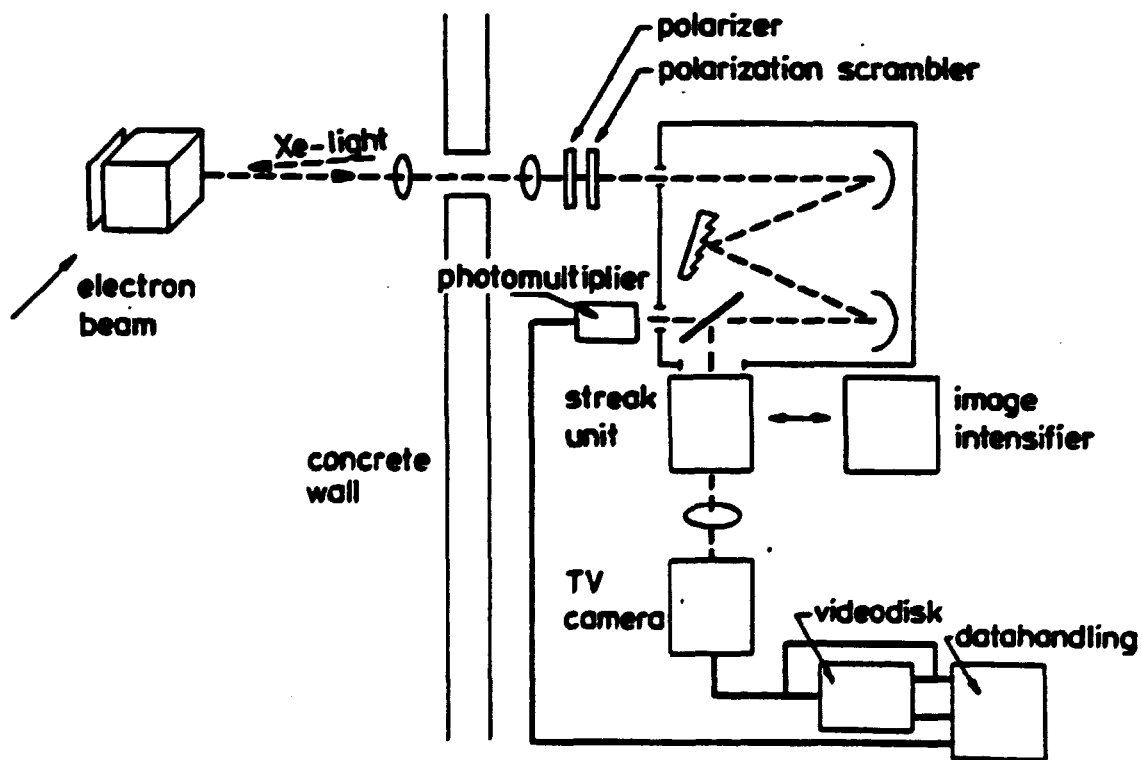 polarizer
polarization scrambler
Xe-light
electron
beam
photomultiplier
streak
unit
image
intensifier
concrete
wall
TV
camera
videodisk
datahandling